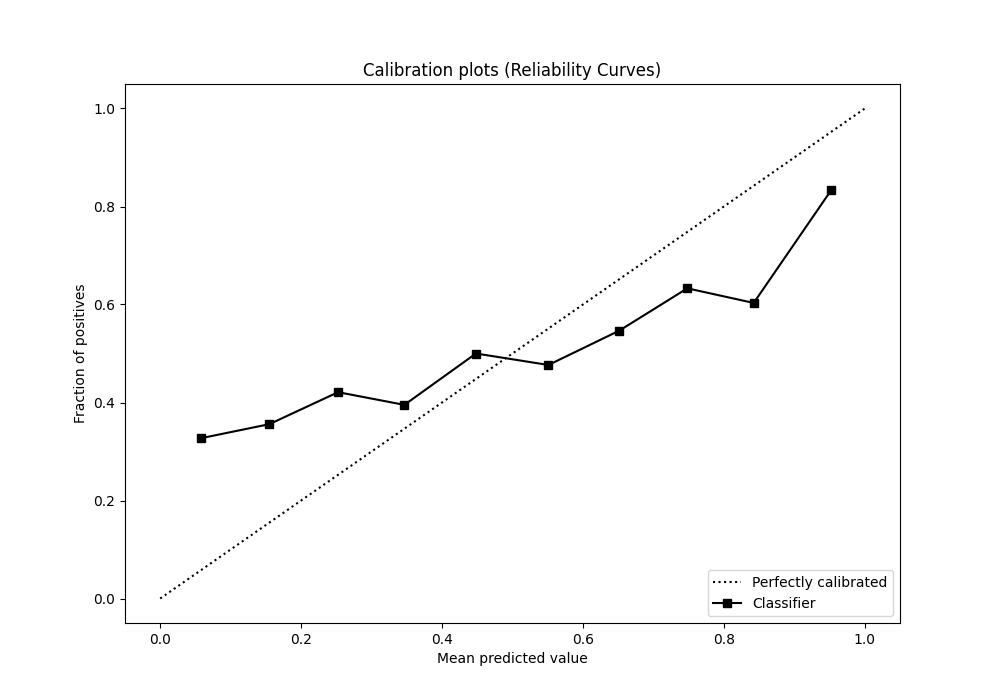 Calibration plots (Reliability Curves)
Fraction of positives
1.0
0.8
0.6
0.4
0.2
0.0
0.0 0.2 0.4 0.6 0.8 1.0
Mean predicted value
Perfectly calibrated
Classifier